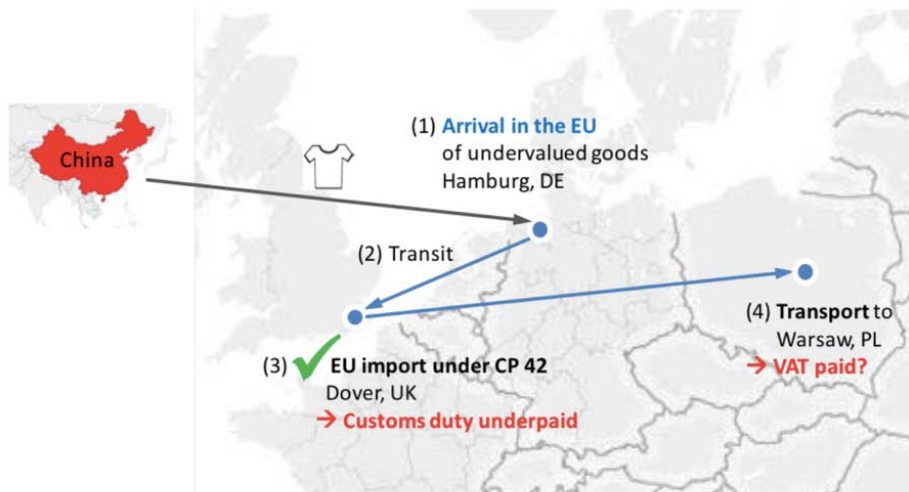 China
(1) Arrival in the EU
of undervalued goods
Hamburg, DE
(2) Transit
(3) EU import under CP 42
Dover, UK
→ Customs duty underpaid
(4) Transport to
Warsaw, PL
→ VAT paid?